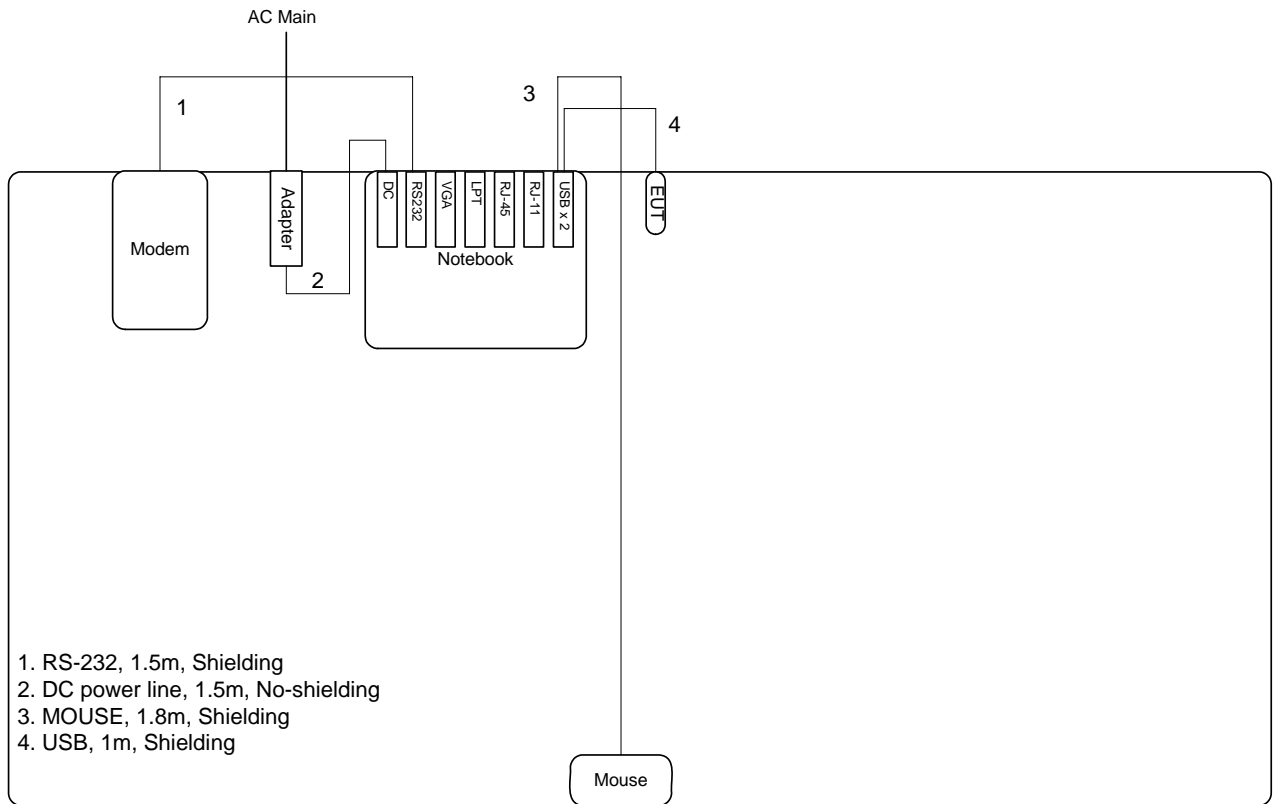 AC Main
1
3
4
2
Modem
Adapter
DC
RS232
VGA
LPT
RJ-45
RJ-11
USB x 2
Notebook
EUT
1. RS-232, 1.5m, Shielding
2. DC power line, 1.5m, No-shielding
3. MOUSE, 1.8m, Shielding
4. USB, 1m, Shielding
Mouse